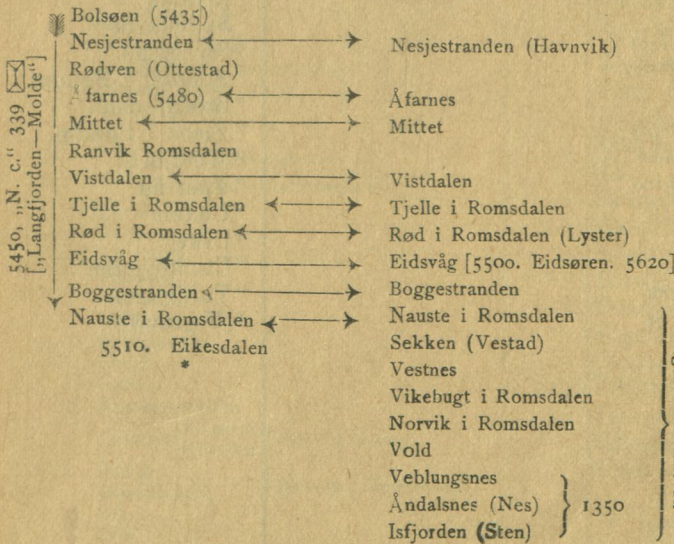 5450, „N. c.“ 339
[„Langfjorden—Molde“]
Bolsøen (5435)
Nesjestranden
Rødven (Ottestad)
Åfarnes (5480)
Mittet
Ranvik Romsdalen
Vistdalen
Tjelle i Romsdalen
Rød i Romsdalen
Eidsvåg
Boggestranden
Nauste i Romsdalen
5510. Eikesdalen
*
Nesjestranden (Havnvik)
Åfarnes
Mittet
Vistdalen
Tjelle i Romsdalen
Rød i Romsdalen (Lyster)
Eidsvåg [5500. Eidsøren. 5620]
Boggestranden
Nauste i Romsdalen
Sekken (Vestad)
Vestnes
Vikebugt i Romsdalen
Norvik i Romsdalen
Vold
Veblungsnes
Åndalsnes (Nes)
Isfjorden (Sten)
1350